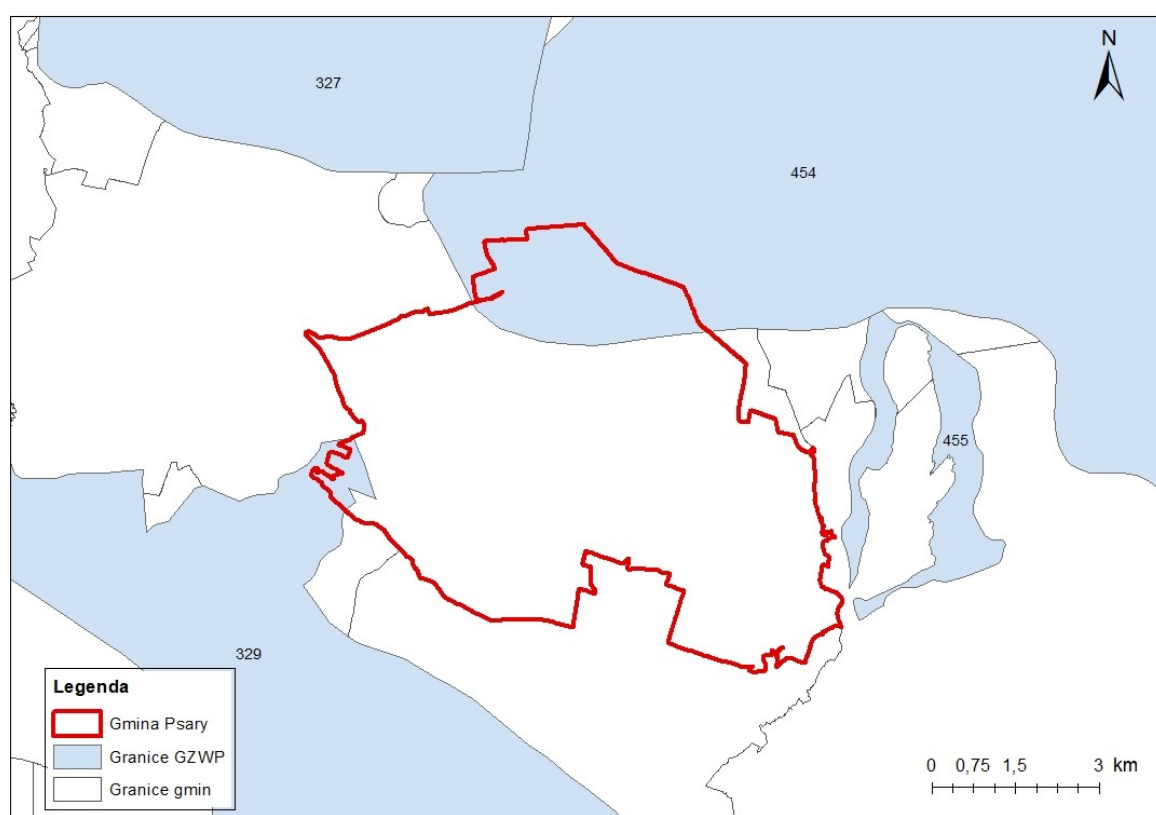 N
327
454
455
329
Legenda
Gmina Psary
Granice GZWP
Granice gmin
0 0,75 1,5 3 km